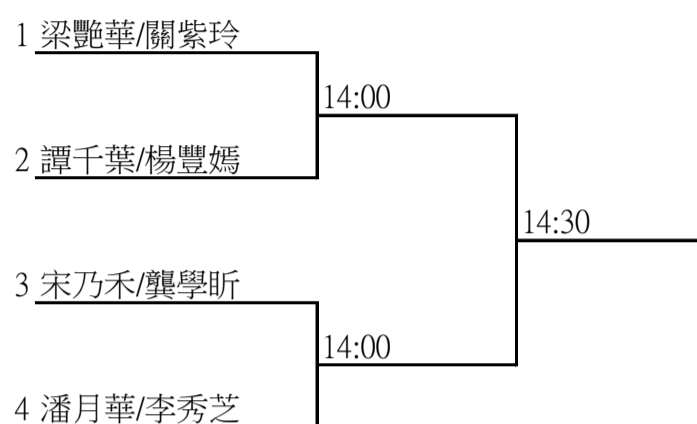 1 梁艷華/關紫玲
14:00
2 譚千葉/楊豐嫣
14:30
3 宋乃禾/龔學昕
14:00
4 潘月華/李秀芝